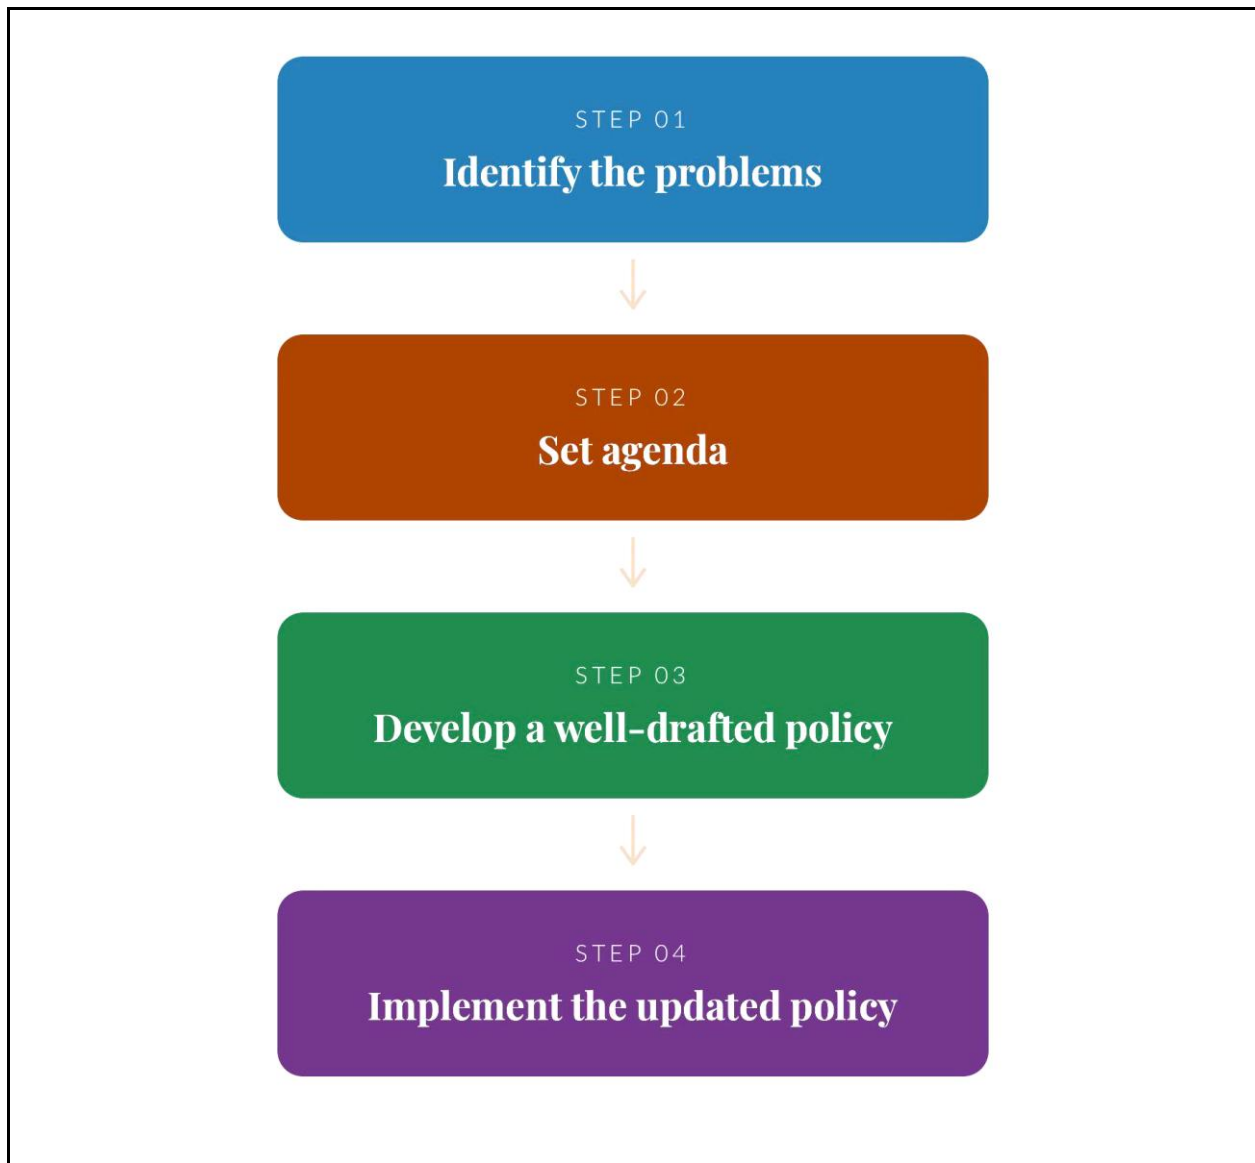 STEP 01
Identify the problems
STEP 02
Set agenda
STEP 03
Develop a well-drafted policy
STEP 04
Implement the updated policy